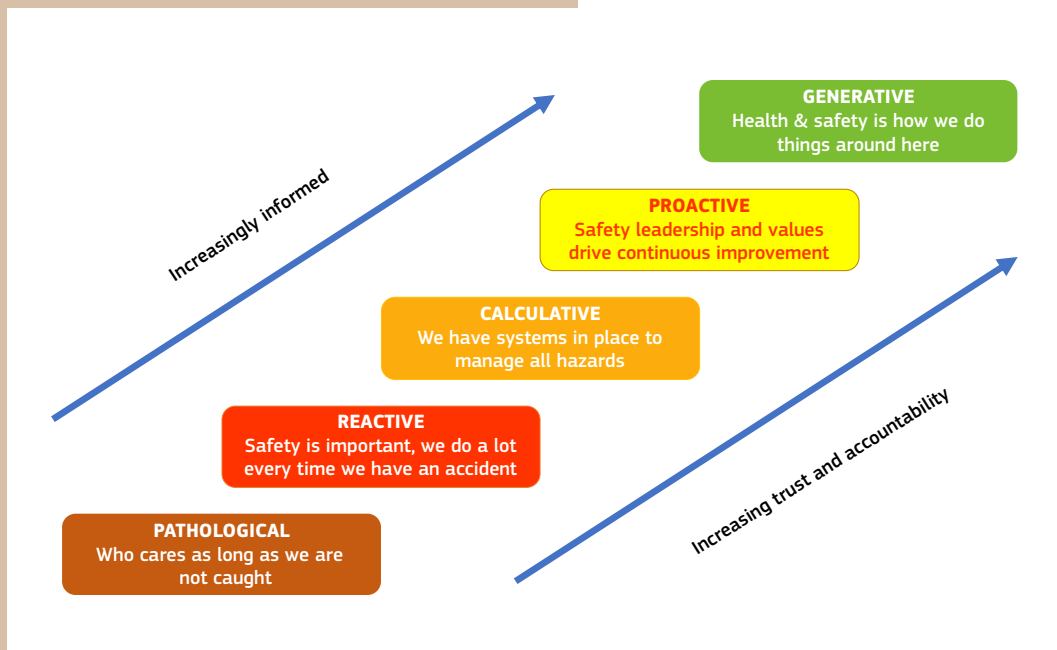 GENERATIVE
Health & safety is how we do
things around here
Increasingly informed
PROACTIVE
Safety leadership and values
drive continuous improvement
CALCULATIVE
We have systems in place to
manage all hazards
Increasing trust and accountability
REACTIVE
Safety is important, we do a lot
every time we have an accident
PATHOLOGICAL
Who cares as long as we are
not caught